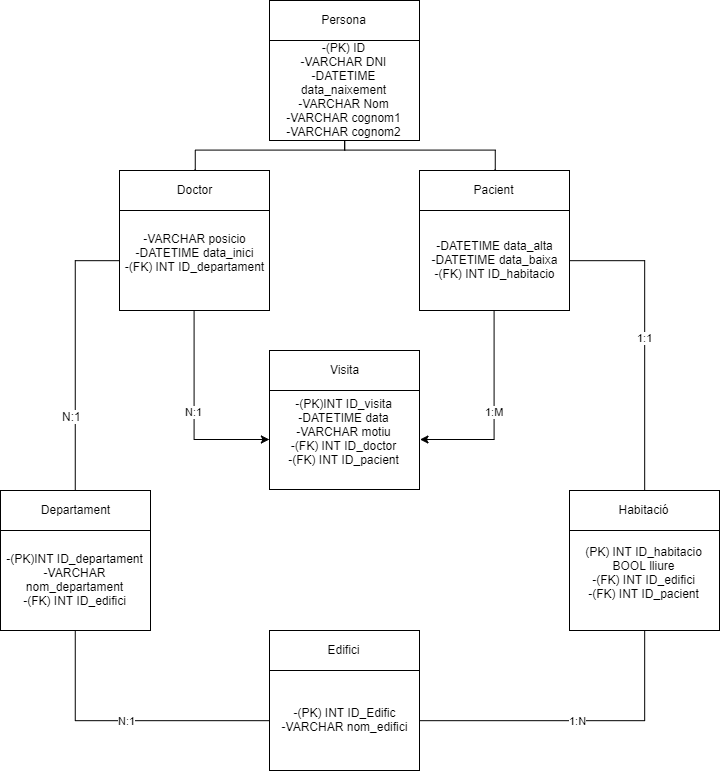 Persona
-(PK) ID
-VARCHAR DNI
-DATETIME
data_naixement
-VARCHAR Nom
-VARCHAR cognom1
-VARCHAR cognom2
Doctor
-VARCHAR posicio
-DATETIME data_inici
-(FK) INT ID_departament
Pacient
-DATETIME data_alta
-DATETIME data_baixa
-(FK) INT ID_habitacio
1:1
N:1
N:1
1:M
Visita
-(PK)INT ID_visita
-DATETIME data
-VARCHAR motiu
-(FK) INT ID_doctor
-(FK) INT ID_pacient
Departament
-(PK)INT ID_departament
-VARCHAR
nom_departament
-(FK) INT ID_edifici
Habitació
(PK) INT ID_habitacio
BOOL lliure
-(FK) INT ID_edifici
-(FK) INT ID_pacient
Edifici
-(PK) INT ID_Edific
-VARCHAR nom_edifici
N:1
1:N